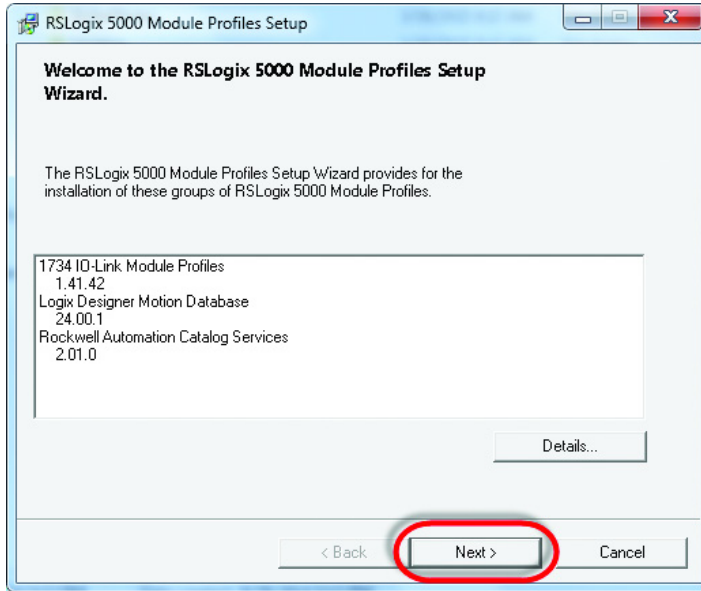 RSLogix 5000 Module Profiles Setup
Welcome to the RSLogix 5000 Module Profiles Setup
Wizard.
The RSLogix 5000 Module Profiles Setup Wizard provides for the
installation of these groups of RSLogix 5000 Module Profiles.
1734 IO-Link Module Profiles
1.41.42
Logix Designer Motion Database
24.00.1
Rockwell Automation Catalog Services
2.01.0
Details...
< Back
Next >
Cancel